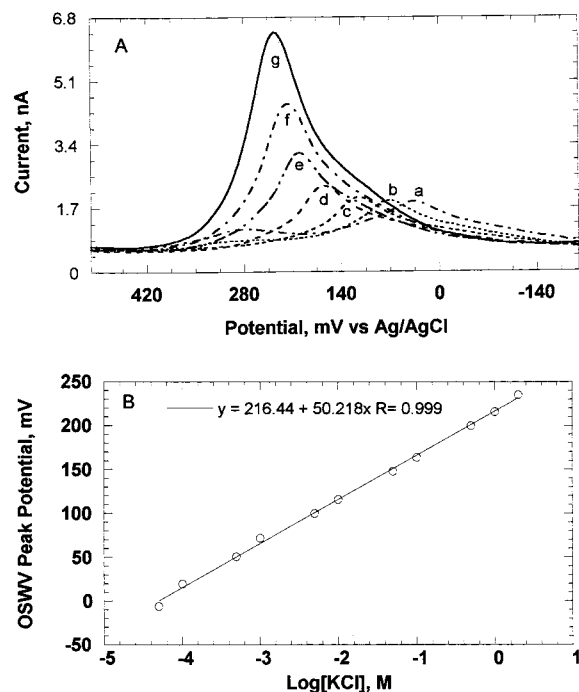 A
6.8
5.1
3.4
1.7
0
Current, nA
g
f
e
d
c
b
a
420 280 140 0 -140
Potential, mV vs Ag/AgCl
B
y = 216.44 + 50.218x R= 0.999
250
200
150
100
50
0
-50
OSWV Peak Potential, mV
-5 -4 -3 -2 -1 0 1
Log[KCl], M